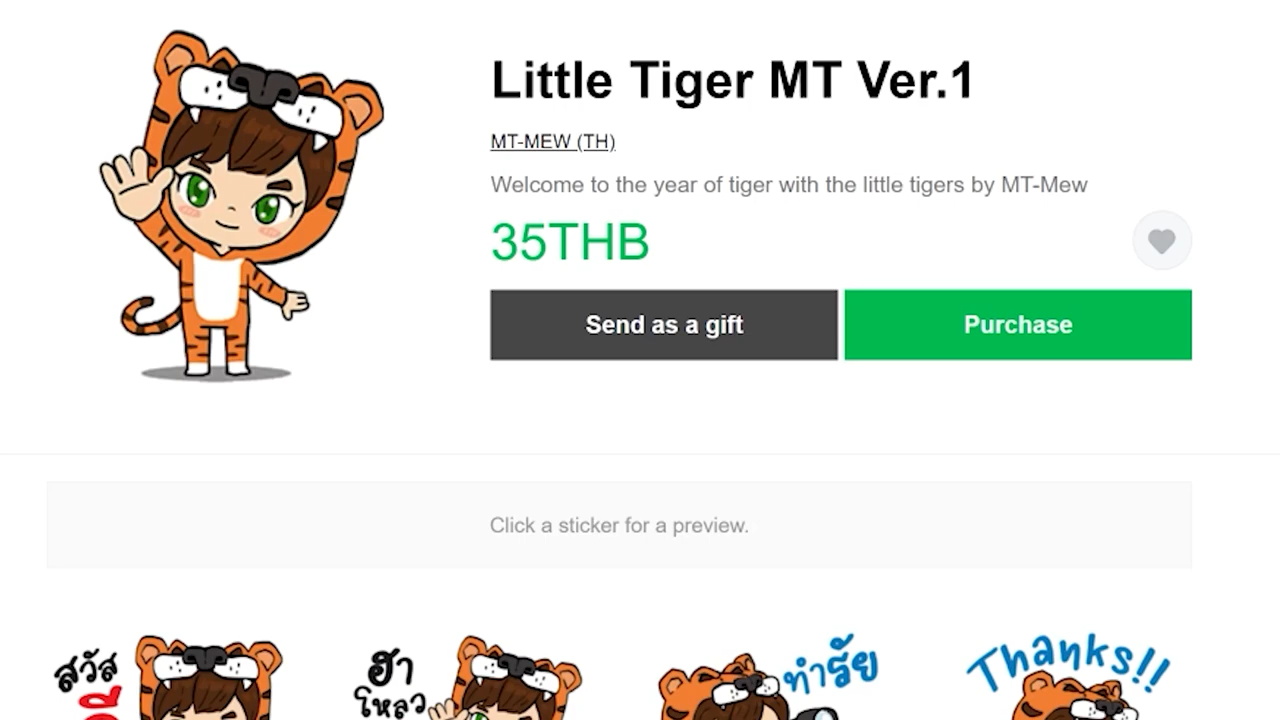 Little Tiger MT Ver.1
MT-MEW (TH)
Welcome to the year of tiger with the little tigers by MT-Mew
35THB
Send as a gift
Purchase
Click a sticker for a preview.
สวัส
ฮา
โหลว
ทำรัย
Thanks!!